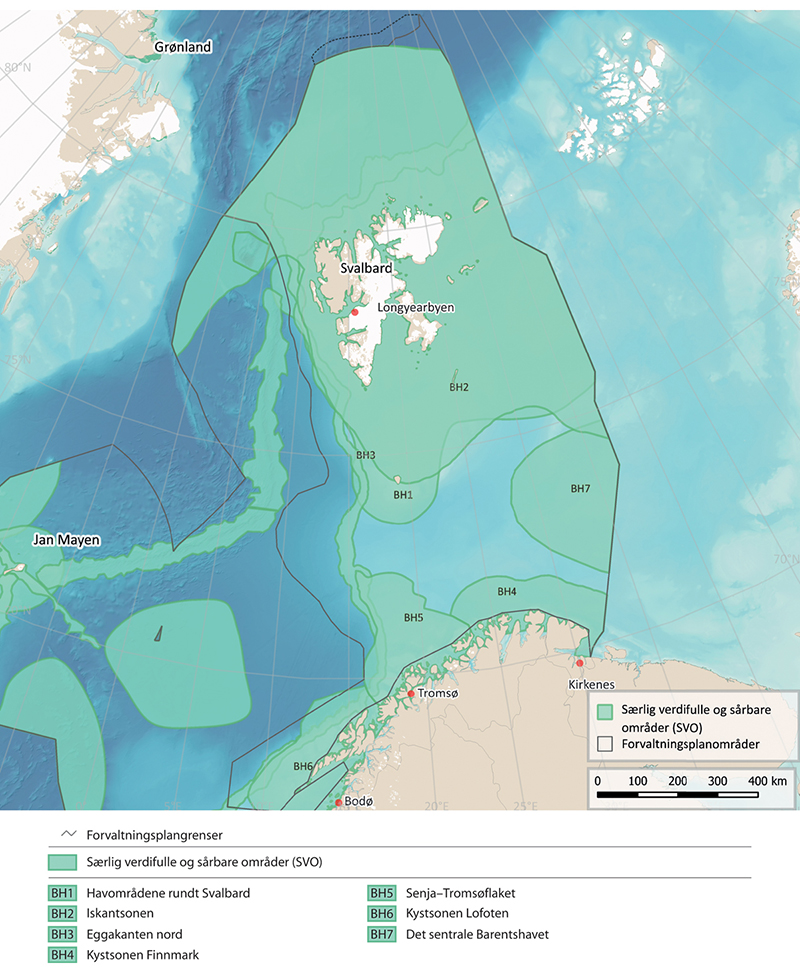 Grønland
80°N
Svalbard
Longyearbyen
BH2
BH3
BH1
BH7
Jan Mayen
70°N
BH4
BH5
Kirkenes
Tromsø
Særlig verdifulle og sårbare
områder (SVO)
Forvaltningsplanområder
BH6
0 100 200 300 400 km
Bodø
20°E
25°E
Forvaltningsplangrenser
Særlig verdifulle og sårbare områder (SVO)
BH1 Havområdene rundt Svalbard
BH2 Iskantsonen
BH3 Eggakanten nord
BH4 Kystsonen Finnmark
BH5 Senja–Tromsøflaket
BH6 Kystsonen Lofoten
BH7 Det sentrale Barentshavet